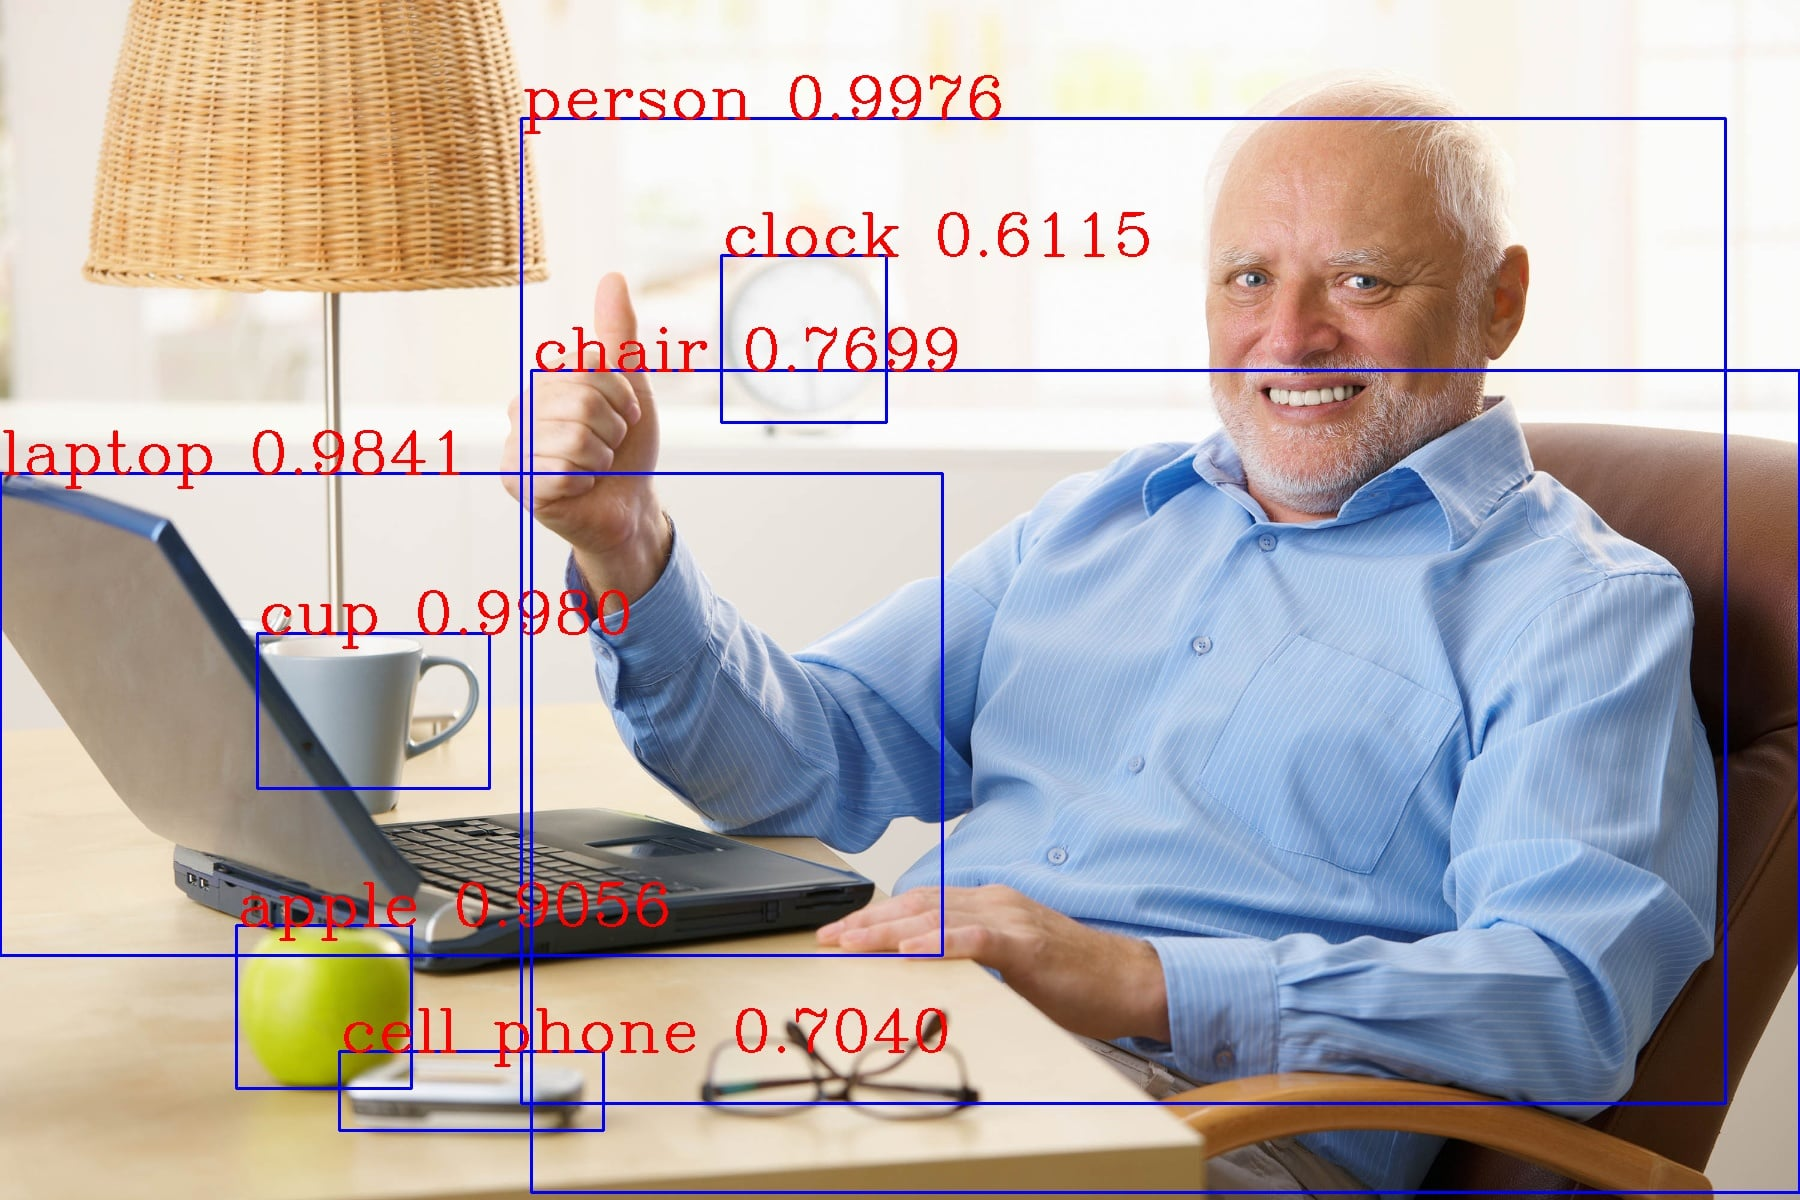 person 0.9976
clock 0.6115
chair 0.7699
laptop 0.9841
cup 0.9980
apple 0.9056
cell phone 0.7040